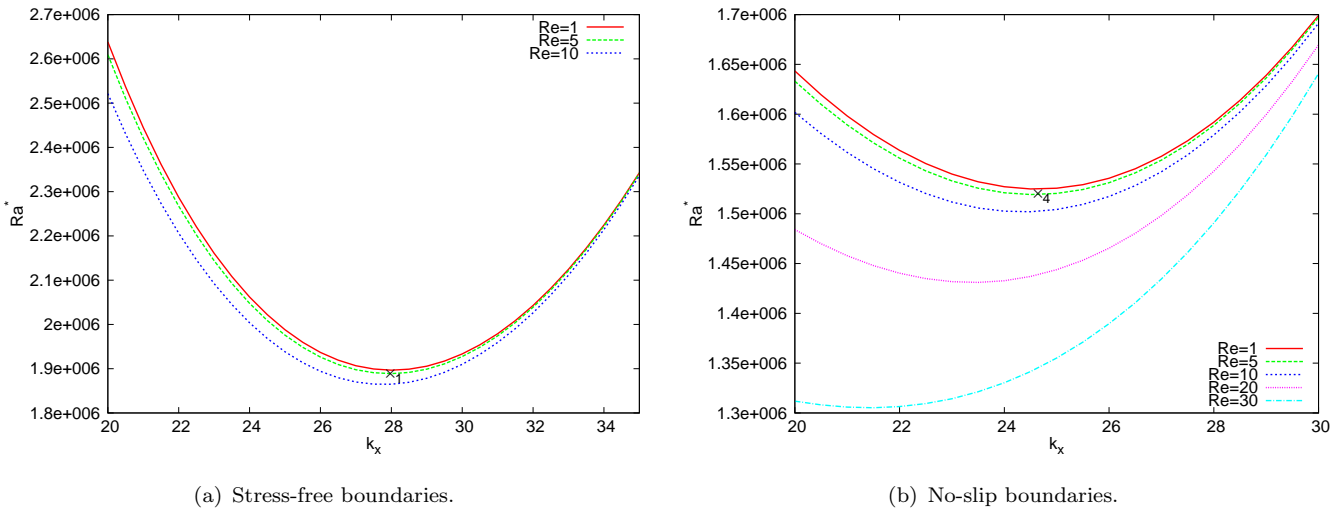 2.7e+006
2.6e+006
2.5e+006
2.4e+006
2.3e+006
2.2e+006
2.1e+006
2e+006
1.9e+006
1.8e+006
Ra*
20 22 24 26 28 30 32 34
k_x
Re=1
Re=5
Re=10
1
(a) Stress-free boundaries.
1.7e+006
1.65e+006
1.6e+006
1.55e+006
1.5e+006
1.45e+006
1.4e+006
1.35e+006
1.3e+006
Ra*
20 22 24 26 28 30
k_x
4
Re=1
Re=5
Re=10
Re=20
Re=30
(b) No-slip boundaries.